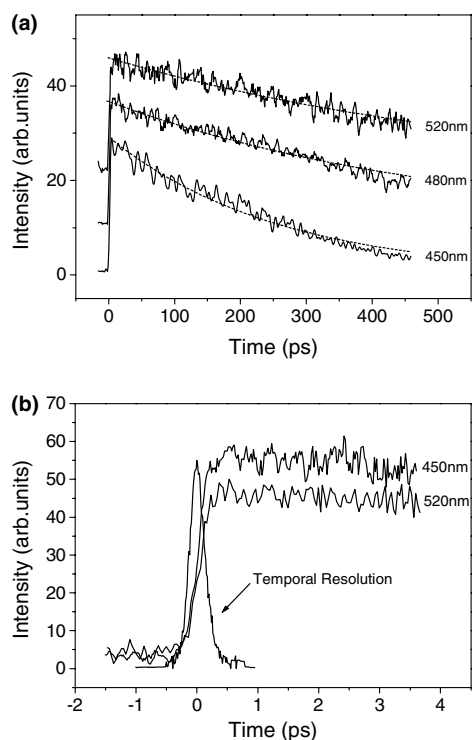 (a)
Intensity (arb.units)
40
20
0
520nm
480nm
450nm
0 100 200 300 400 500
Time (ps)
(b)
Intensity (arb.units)
70
60
50
40
30
20
10
0
450nm
520nm
Temporal Resolution
-2 -1 0 1 2 3 4
Time (ps)